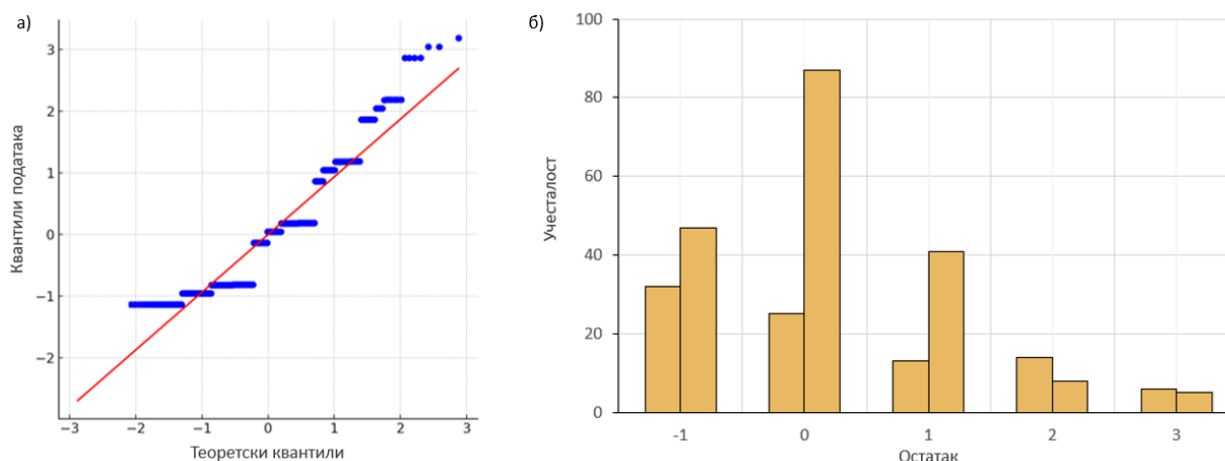 а)
Квантили података
3
2
1
0
−1
−2
−3 −2 −1 0 1 2 3
Теоретски квантили
б)
Учесталост
100
80
60
40
20
0
-1 0 1 2 3
Остатак